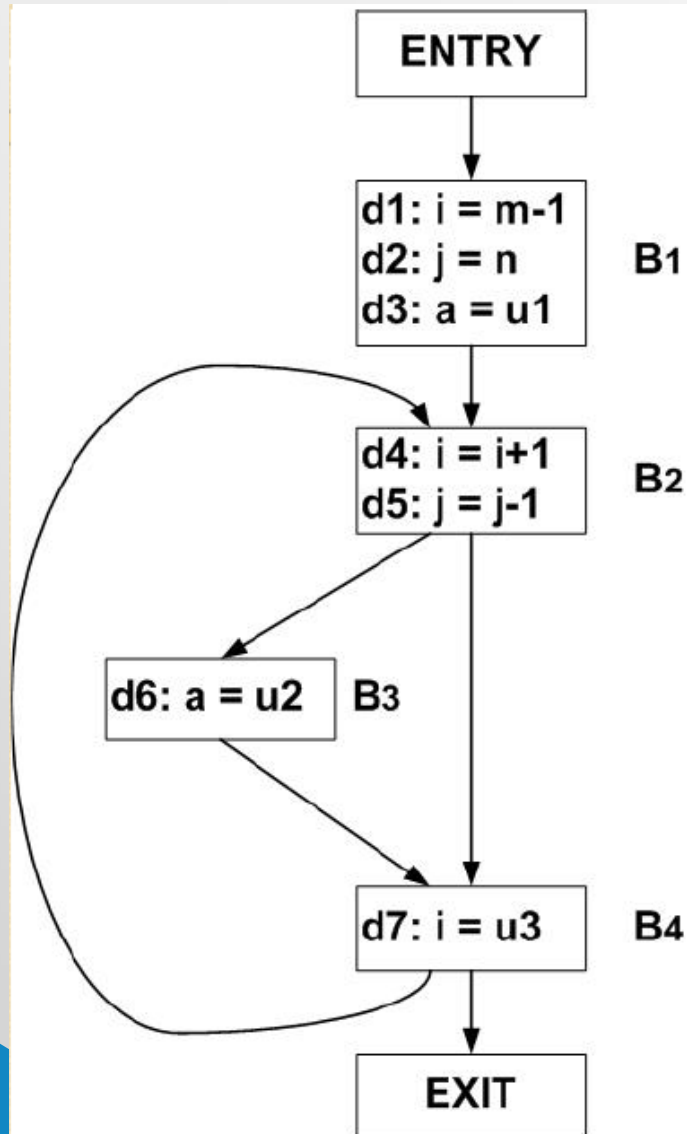 ENTRY
d1: i = m-1
d2: j = n
d3: a = u1
B1
d4: i = i+1
d5: j = j-1
B2
d6: a = u2
B3
d7: i = u3
B4
EXIT